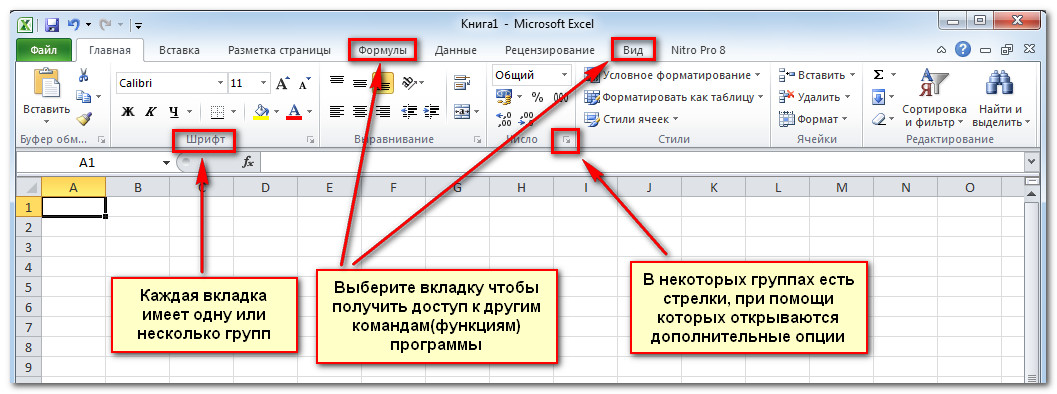 Книга1 - Microsoft Excel
Файл Главная Вставка Разметка страницы Формулы Данные Рецензирование Вид Nitro Pro 8
Calibri 11 Общий Условное форматирование Вставить Σ
Вставить Ж К Ч А % 000 Форматировать как таблицу Удалить Сортировка и фильтр Найти и выделить
Стили ячеек Формат
Буфер обм... Шрифт Выравнивание Число Стили Ячейки Редактирование
A1 fx
A B C D E F G H I J K L M N O
1
2
3
4
5
6
7
8
9
Каждая вкладка
имеет одну или
несколько групп
Выберите вкладку чтобы
получить доступ к другим
командам(функциям)
программы
В некоторых группах есть
стрелки, при помощи
которых открываются
дополнительные опции